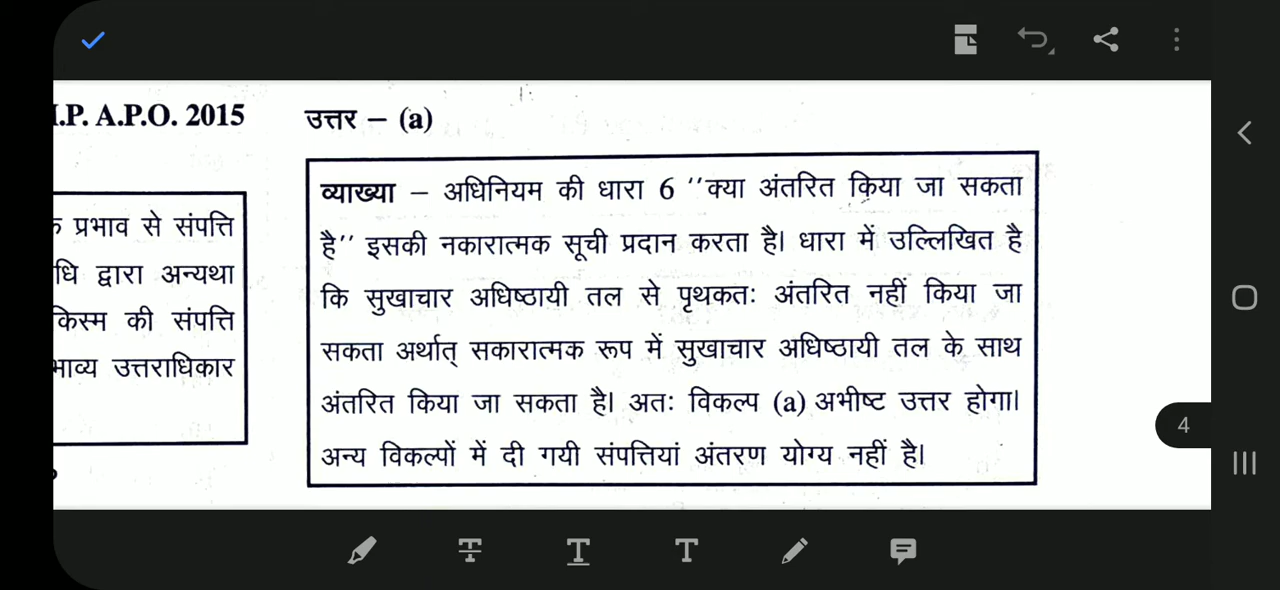 .P. A.P.O. 2015
प्रभाव से संपत्ति
धि द्वारा अन्यथा
किस्म की संपत्ति
भाव्य उत्तराधिकार
उत्तर – (a)
व्याख्या – अधिनियम की धारा 6 ''क्या अंतरित किया जा सकता
है'' इसकी नकारात्मक सूची प्रदान करता है। धारा में उल्लिखित है
कि सुखाचार अधिष्ठायी तल से पृथकतः अंतरित नहीं किया जा
सकता अर्थात् सकारात्मक रूप में सुखाचार अधिष्ठायी तल के साथ
अंतरित किया जा सकता है। अतः विकल्प (a) अभीष्ट उत्तर होगा।
अन्य विकल्पों में दी गयी संपत्तियां अंतरण योग्य नहीं है।
4